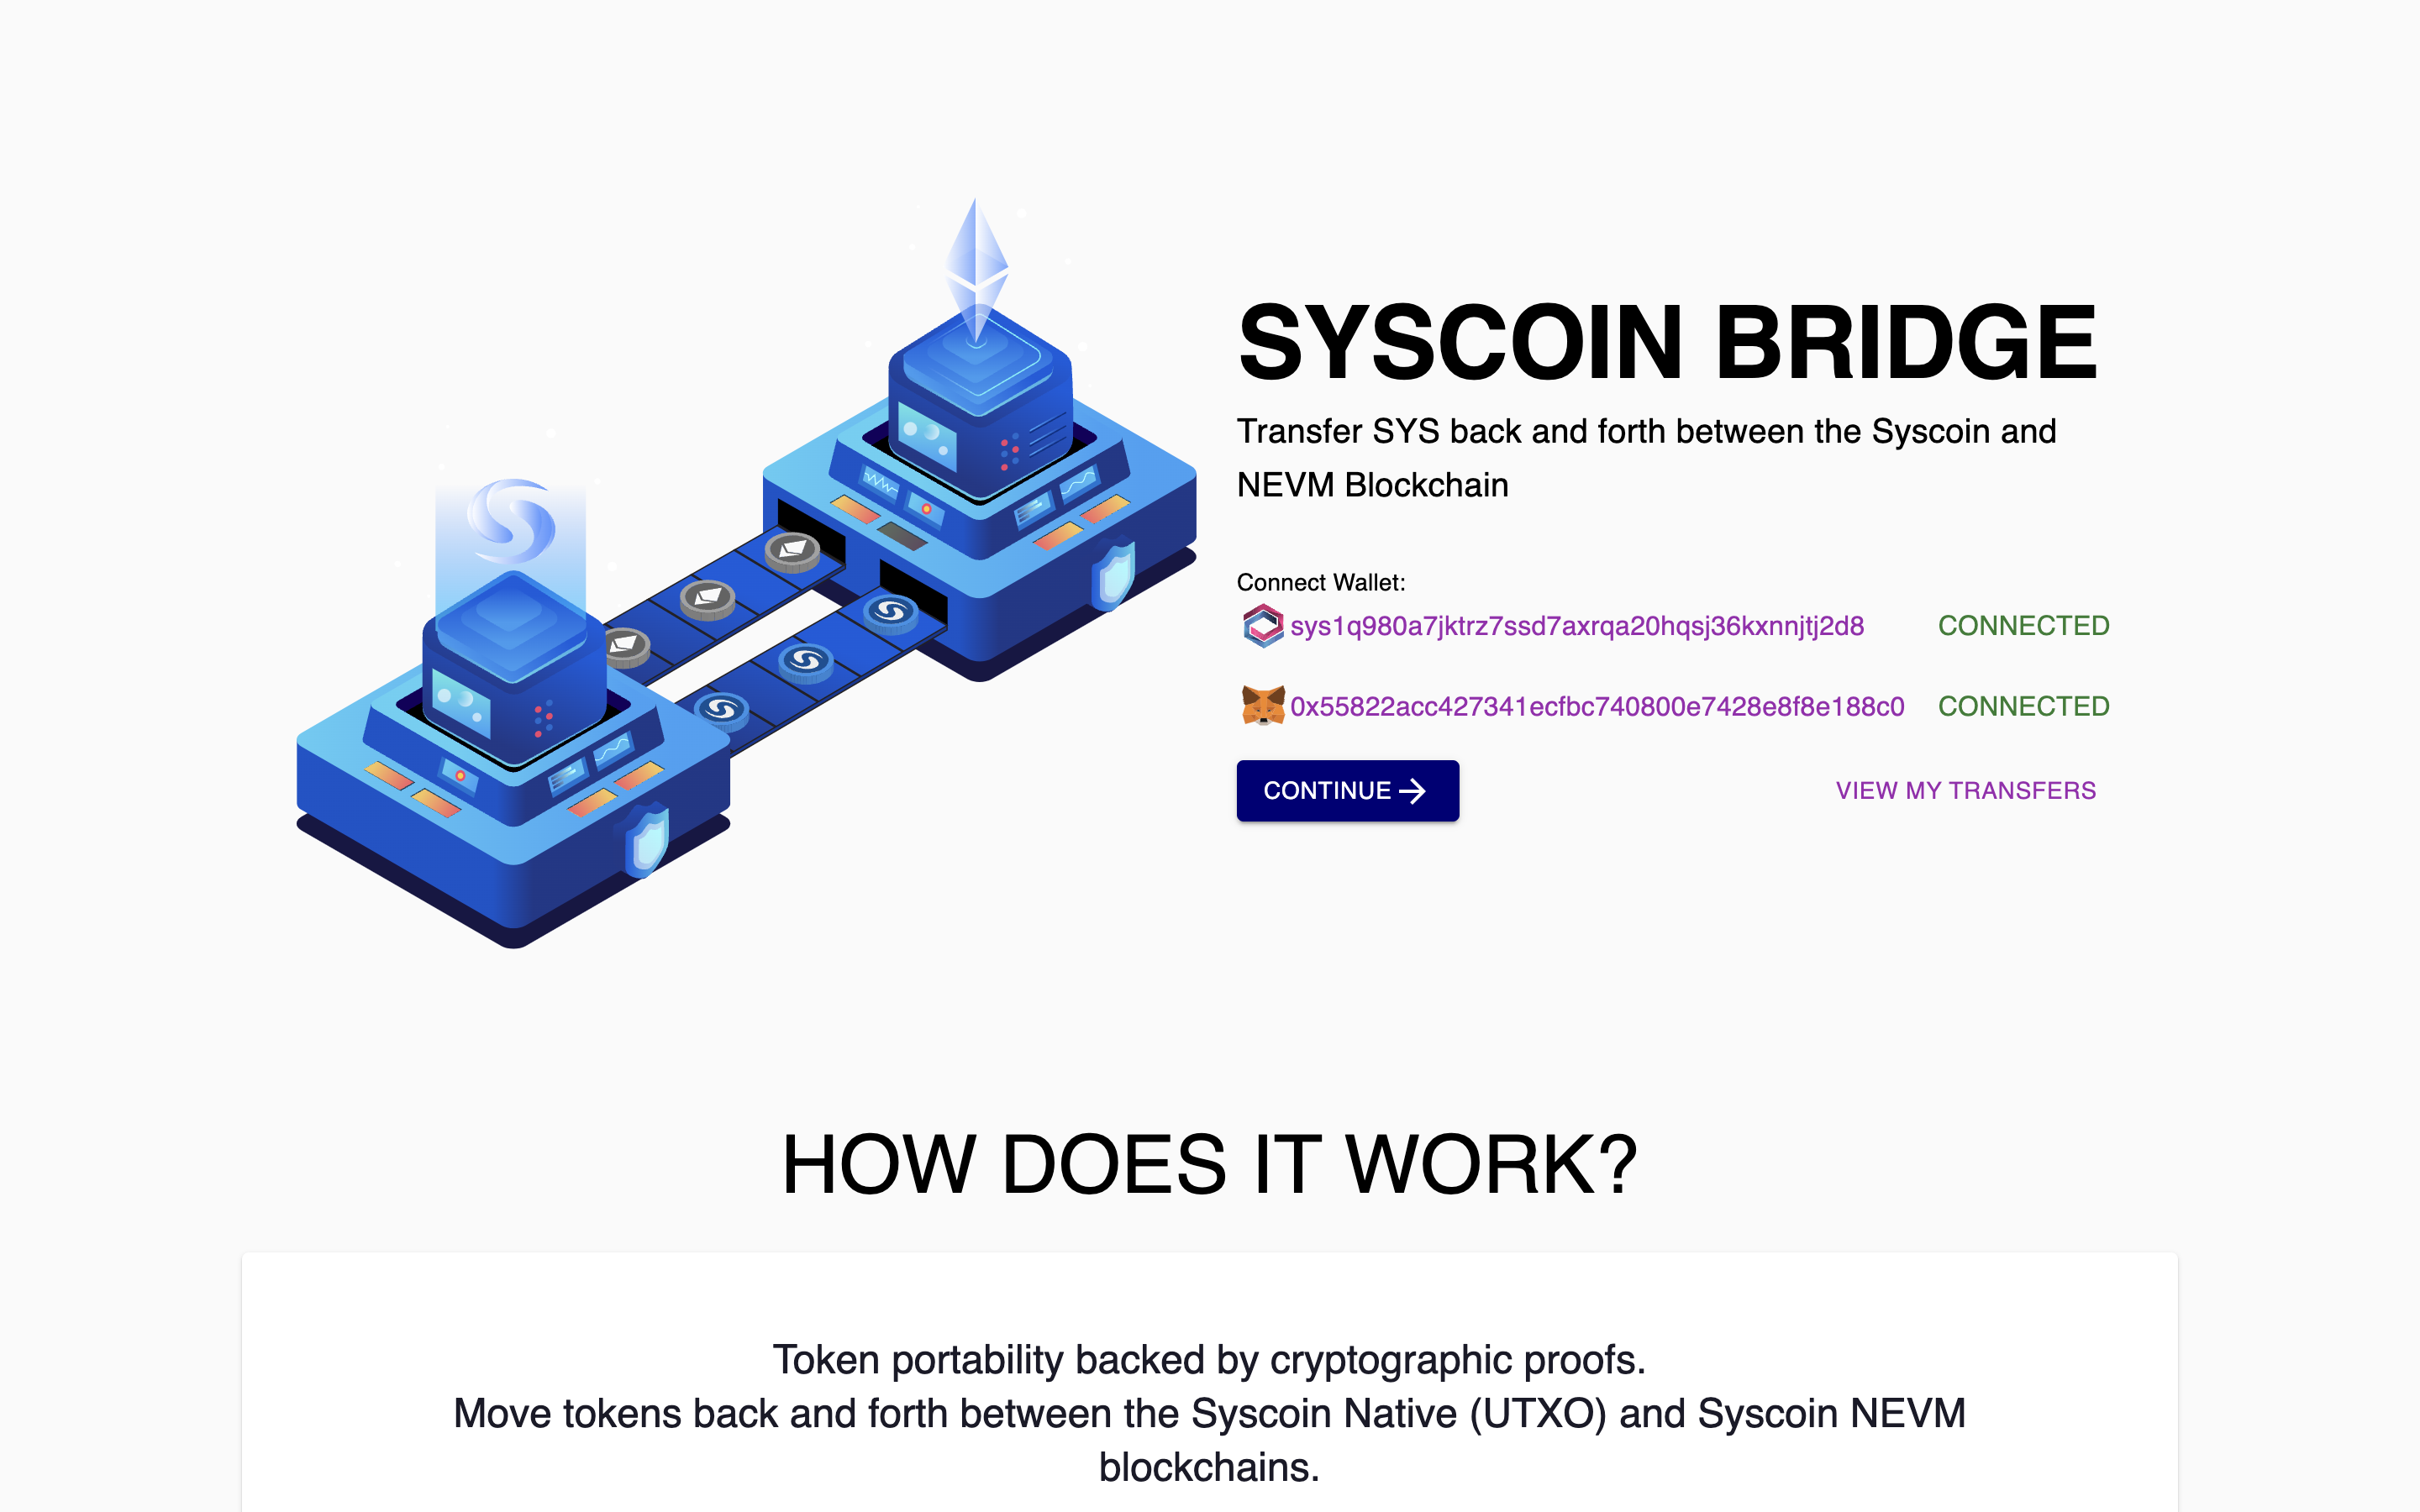 SYSCOIN BRIDGE
Transfer SYS back and forth between the Syscoin and
NEVM Blockchain
Connect Wallet:
sys1q980a7jktrz7ssd7axrqa20hqsj36kxnnjtj2d8 CONNECTED
0x55822acc427341ecfbc740800e7428e8f8e188c0 CONNECTED
CONTINUE VIEW MY TRANSFERS
HOW DOES IT WORK?
Token portability backed by cryptographic proofs.
Move tokens back and forth between the Syscoin Native (UTXO) and Syscoin NEVM
blockchains.